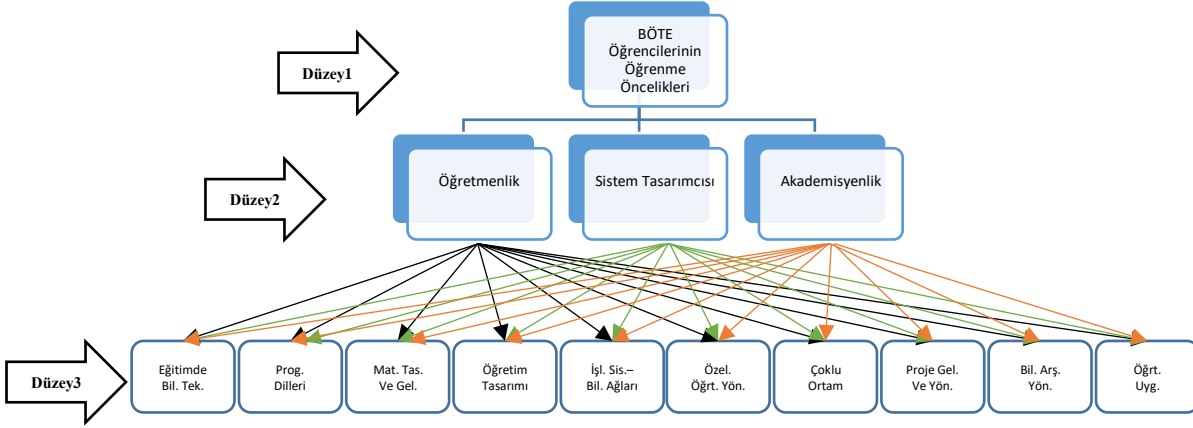 BÖTE
Öğrencilerinin
Öğrenme
Öncelikleri
Düzey1
Öğretmenlik
Sistem Tasarımcısı
Akademisyenlik
Düzey2
Düzey3
Eğitimde
Bil. Tek.
Prog.
Dilleri
Mat. Tas.
Ve Gel.
Öğretim
Tasarımı
İşl. Sis.–
Bil. Ağları
Özel.
Öğrt. Yön.
Çoklu
Ortam
Proje Gel.
Ve Yön.
Bil. Arş.
Yön.
Öğrt.
Uyg.